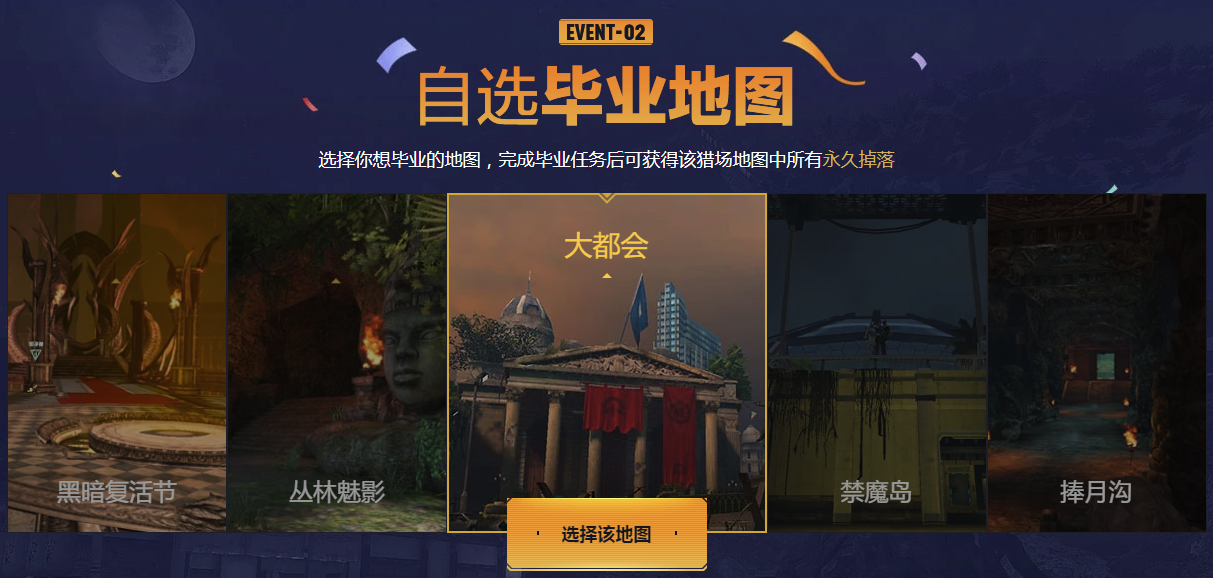 EVENT-02
自选毕业地图
选择你想毕业的地图，完成毕业任务后可获得该猎场地图中所有永久掉落
大都会
黑暗复活节
丛林魅影
禁魔岛
捧月沟
选择该地图